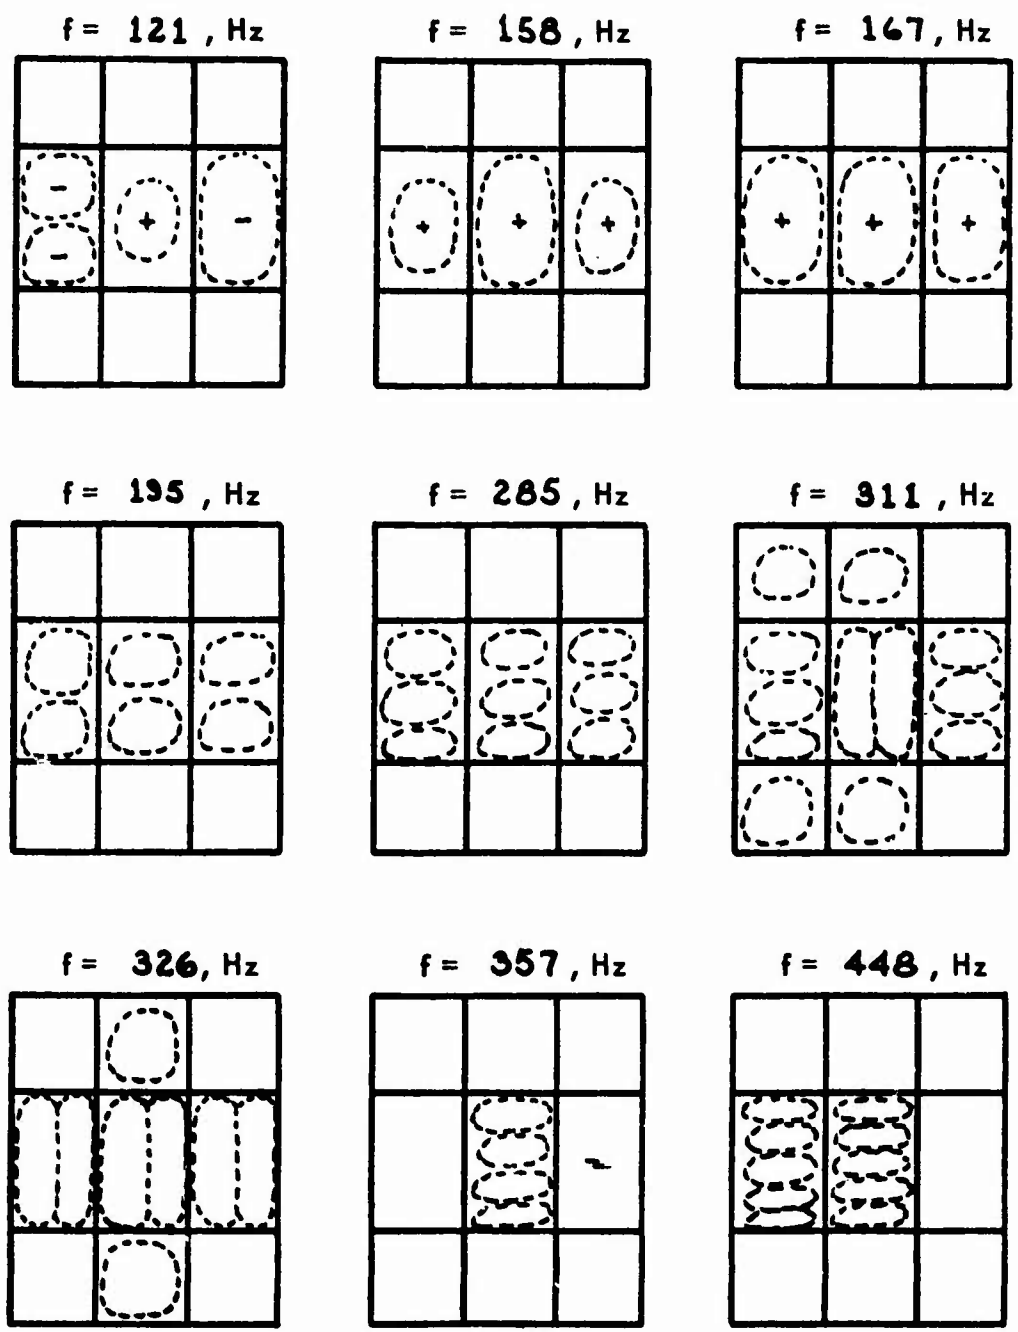 f = 121 , Hz
f = 158 , Hz
f = 167, Hz
-
+
-
-
+
+
+
+
+
+
f = 195 , Hz
f = 285 , Hz
f = 311 , Hz
f = 326, Hz
f = 357 , Hz
f = 448 , Hz